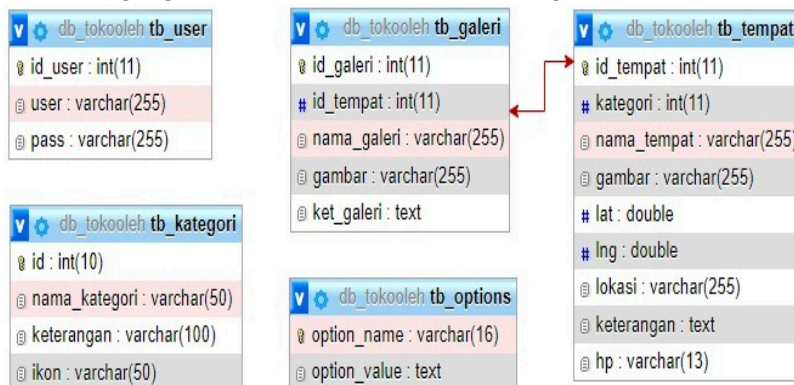 db_tokooleh tb_user
id_user : int(11)
user : varchar(255)
pass : varchar(255)
db_tokooleh tb_galeri
id_galeri : int(11)
# id_tempat : int(11)
nama_galeri : varchar(255)
gambar : varchar(255)
ket_galeri : text
db_tokooleh tb_tempat
id_tempat : int(11)
# kategori : int(11)
nama_tempat : varchar(255)
gambar : varchar(255)
# lat : double
# lng : double
lokasi : varchar(255)
keterangan : text
hp : varchar(13)
db_tokooleh tb_kategori
id : int(10)
nama_kategori : varchar(50)
keterangan : varchar(100)
ikon : varchar(50)
db_tokooleh tb_options
option_name : varchar(16)
option_value : text